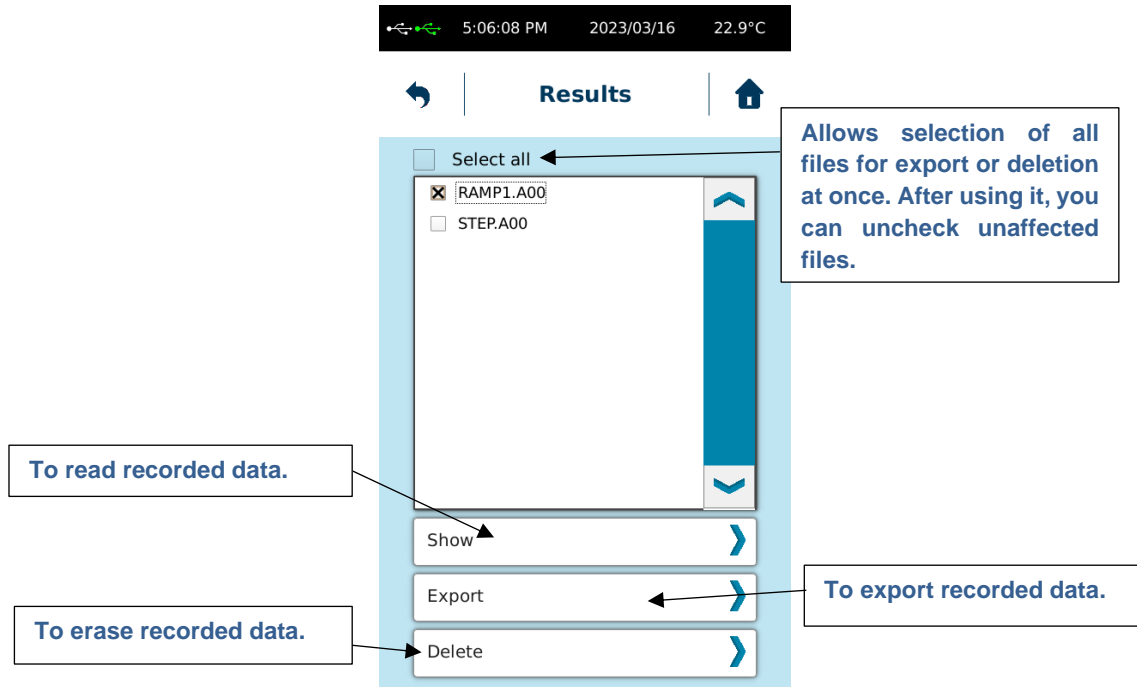 5:06:08 PM 2023/03/16 22.9°C
Results
Select all
RAMP1.A00
STEP.A00
Allows selection of all
files for export or deletion
at once. After using it, you
can uncheck unaffected
files.
To read recorded data.
Show
Export
To export recorded data.
To erase recorded data.
Delete